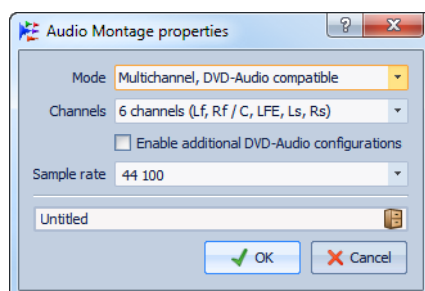 Audio Montage properties
Mode Multichannel, DVD-Audio compatible
Channels 6 channels (Lf, Rf / C, LFE, Ls, Rs)
Enable additional DVD-Audio configurations
Sample rate 44 100
Untitled
OK Cancel